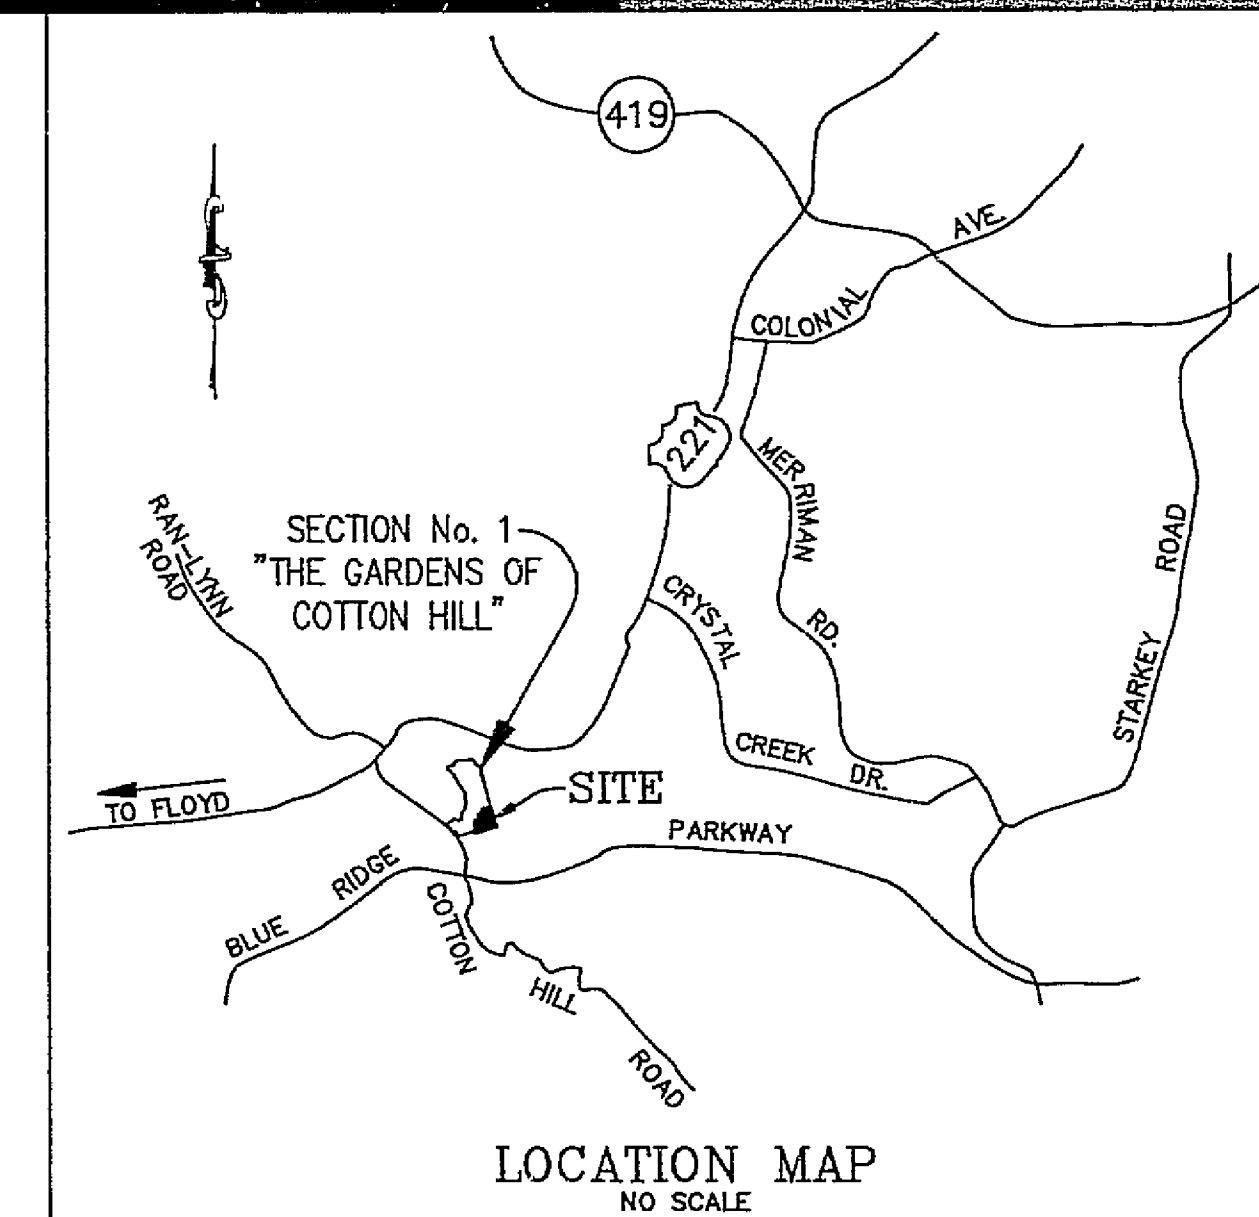 419
AVE.
COLONIAL
221
MERRIMAN
RD.
RAN-LYNN
ROAD
SECTION No. 1
"THE GARDENS OF
COTTON HILL"
CRYSTAL
CREEK DR.
STARKEY ROAD
TO FLOYD
SITE
PARKWAY
BLUE RIDGE
COTTON
HILL
ROAD
LOCATION MAP
NO SCALE